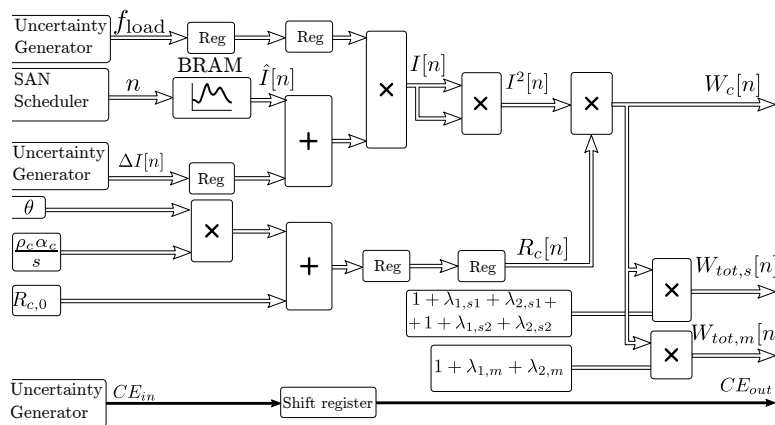 Uncertainty
Generator
f_load
Reg
Reg
SAN
Scheduler
n
BRAM
Î[n]
I[n]
I²[n]
W_c[n]
×
×
×
+
Uncertainty
Generator
ΔI[n]
Reg
θ
×
ρ_c α_c
s
+
Reg
Reg
R_c[n]
R_{c,0}
1 + λ_{1,s1} + λ_{2,s1}+
+ 1 + λ_{1,s2} + λ_{2,s2}
×
W_{tot,s}[n]
1 + λ_{1,m} + λ_{2,m}
×
W_{tot,m}[n]
Uncertainty
Generator
CE_in
Shift register
CE_out